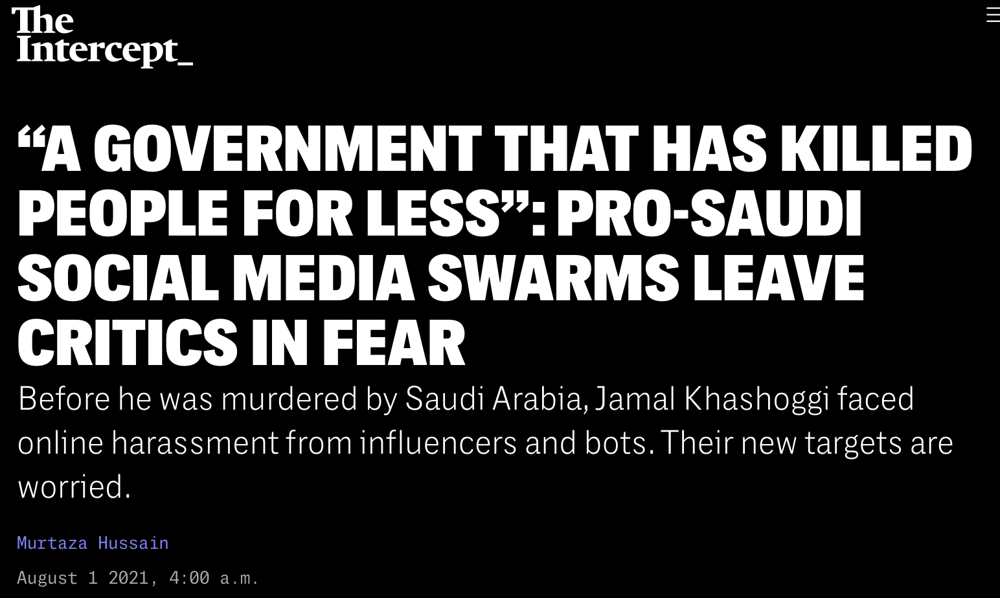 The
Intercept_
“A GOVERNMENT THAT HAS KILLED
PEOPLE FOR LESS”: PRO-SAUDI
SOCIAL MEDIA SWARMS LEAVE
CRITICS IN FEAR
Before he was murdered by Saudi Arabia, Jamal Khashoggi faced
online harassment from influencers and bots. Their new targets are
worried.
Murtaza Hussain
August 1 2021, 4:00 a.m.